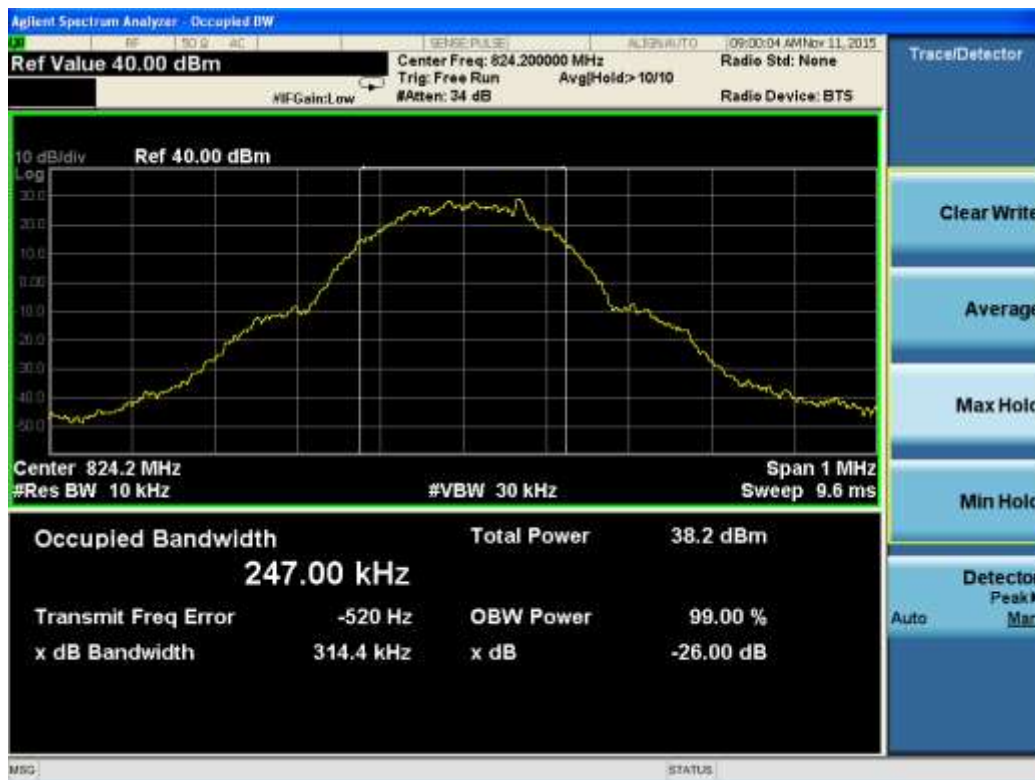 Agilent Spectrum Analyzer - Occupied BW
RF 50 Ω AC SENSE:PULSE ALIGN AUTO 09:00:04 AM Nov 11, 2015
Ref Value 40.00 dBm Center Freq: 824.200000 MHz Radio Std: None Trace/Detector
Trig: Free Run Avg|Hold:> 10/10
#IFGain:Low #Atten: 34 dB Radio Device: BTS
10 dB/div Ref 40.00 dBm
Log
30.0
20.0
10.0
0.00
-10.0
-20.0
-30.0
-40.0
-50.0
Center 824.2 MHz Span 1 MHz
#Res BW 10 kHz #VBW 30 kHz Sweep 9.6 ms
Occupied Bandwidth Total Power 38.2 dBm
247.00 kHz
Transmit Freq Error -520 Hz OBW Power 99.00 %
x dB Bandwidth 314.4 kHz x dB -26.00 dB
Clear Write
Average
Max Hold
Min Hold
Detector
Peak
Auto Man
MSG STATUS